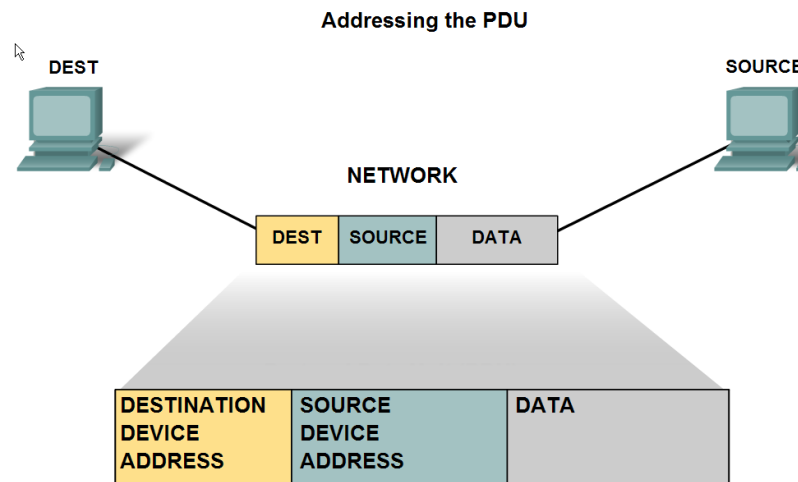 Addressing the PDU
DEST
SOURCE
NETWORK
DEST SOURCE DATA
DESTINATION DEVICE ADDRESS
SOURCE DEVICE ADDRESS
DATA